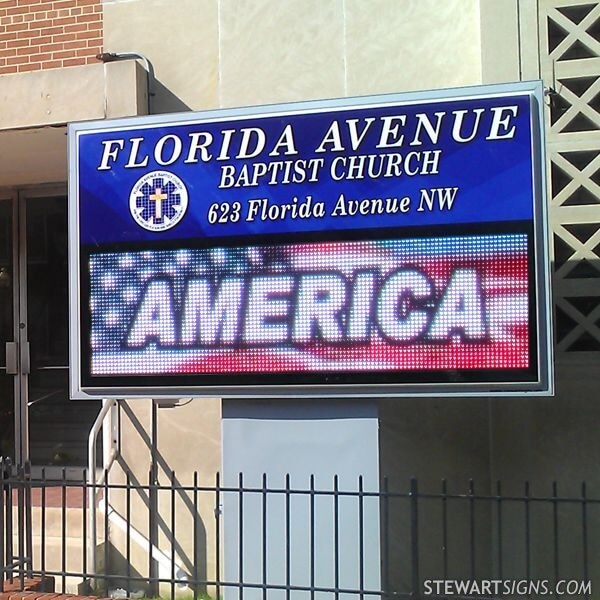 FLORIDA AVENUE
BAPTIST CHURCH
623 Florida Avenue NW
AMERICA
STEWARTSIGNS.COM